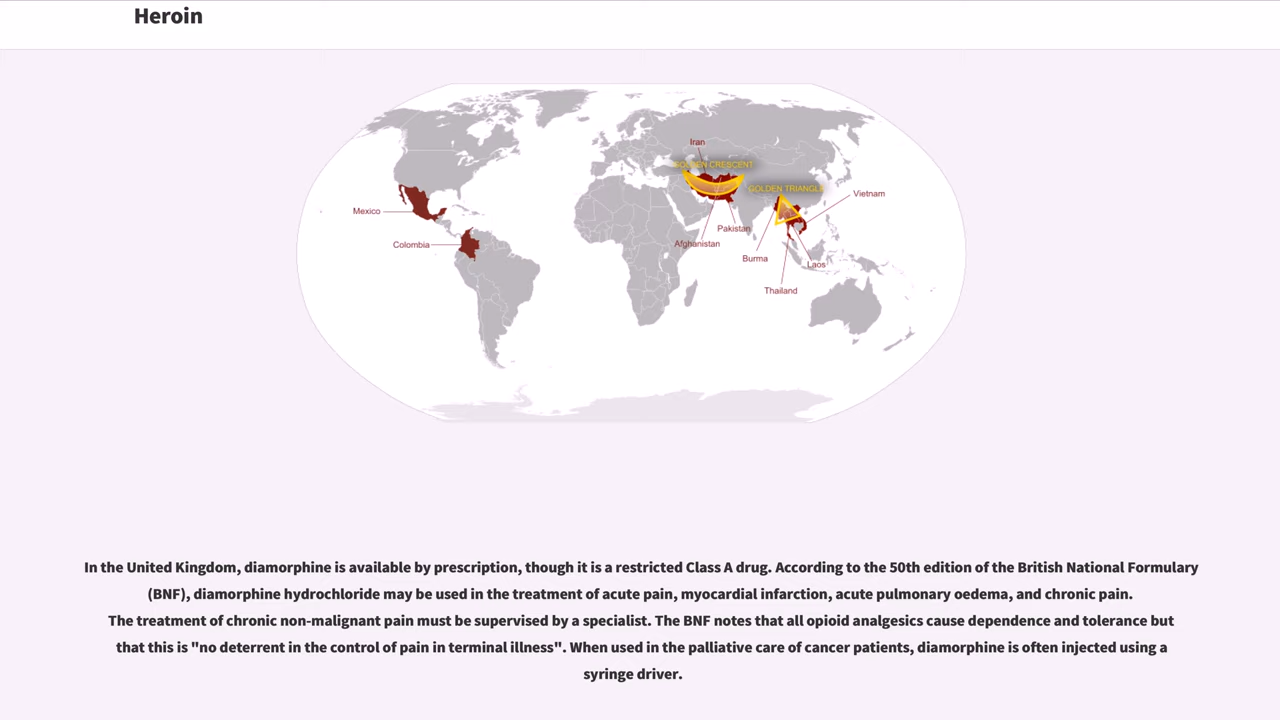 Heroin
Iran
GOLDEN CRESCENT
GOLDEN TRIANGLE
Vietnam
Mexico
Pakistan
Colombia
Afghanistan
Burma
Laos
Thailand
In the United Kingdom, diamorphine is available by prescription, though it is a restricted Class A drug. According to the 50th edition of the British National Formulary
(BNF), diamorphine hydrochloride may be used in the treatment of acute pain, myocardial infarction, acute pulmonary oedema, and chronic pain.
The treatment of chronic non-malignant pain must be supervised by a specialist. The BNF notes that all opioid analgesics cause dependence and tolerance but
that this is "no deterrent in the control of pain in terminal illness". When used in the palliative care of cancer patients, diamorphine is often injected using a
syringe driver.